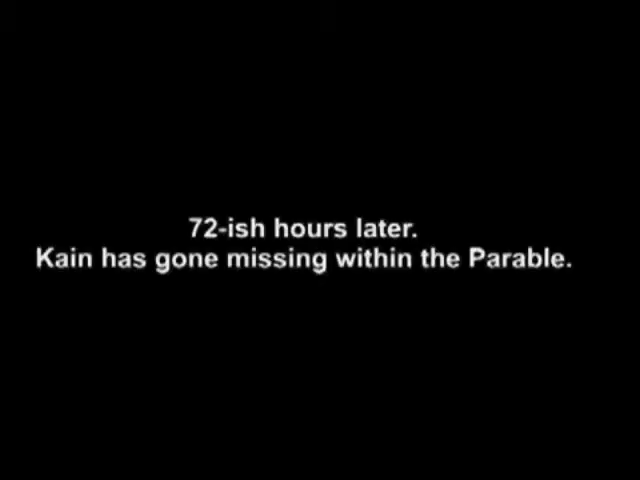 72-ish hours later.
Kain has gone missing within the Parable.